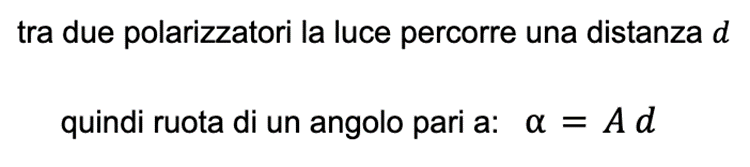 tra due polarizzatori la luce percorre una distanza d
quindi ruota di un angolo pari a: α = A d